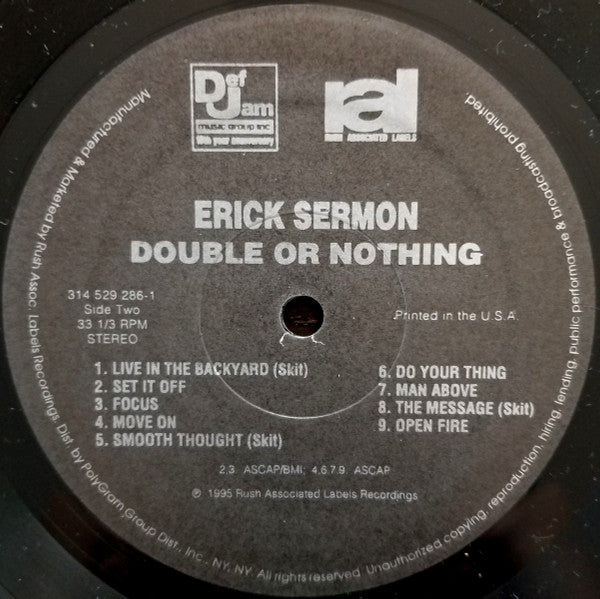 Def
Jam
music group inc
10th year anniversary
ral
RUSH ASSOCIATED LABELS
ERICK SERMON
DOUBLE OR NOTHING
314 529 286-1
Side Two
33 1/3 RPM
STEREO
Printed in the U.S.A
1. LIVE IN THE BACKYARD (Skit)
2. SET IT OFF
3. FOCUS
4. MOVE ON
5. SMOOTH THOUGHT (Skit)
6. DO YOUR THING
7. MAN ABOVE
8. THE MESSAGE (Skit)
9. OPEN FIRE
2,3 ASCAP/BMI; 4,6,7,9, ASCAP
℗ 1995 Rush Associated Labels Recordings
Manufactured & Marketed by Rush Assoc. Labels Recordings, Dist. by PolyGram Group Dist., Inc., NY, NY. All rights reserved. Unauthorized copying, reproduction, hiring, lending, public performance & broadcasting prohibited.